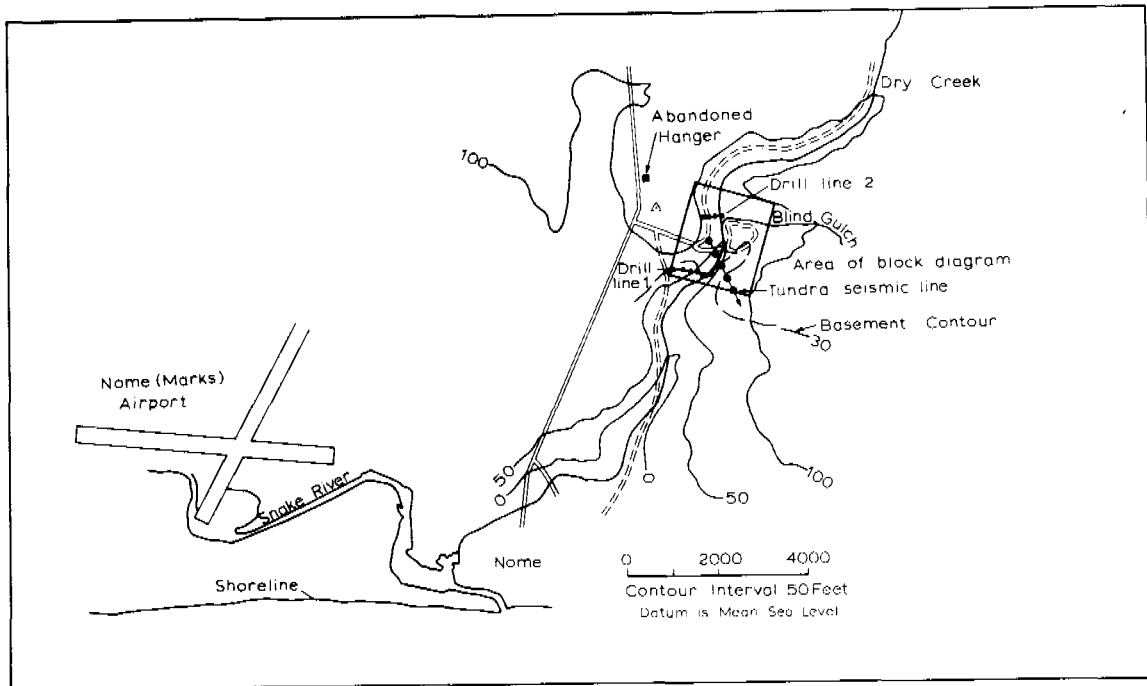 Dry Creek
Abandoned
Hanger
100
Drill line 2
Blind Gulch
Drill
line 1
Area of block diagram
Tundra seismic line
Basement Contour
30
Nome (Marks)
Airport
50
0
0
50
100
Snake River
Nome
Shoreline
0 2000 4000
Contour Interval 50 Feet
Datum is Mean Sea Level